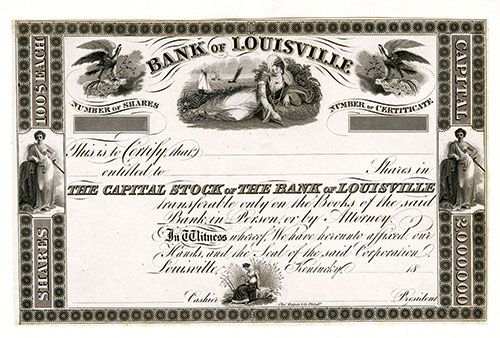 BANK OF LOUISVILLE
NUMBER OF SHARES
NUMBER OF CERTIFICATE
100$ EACH
SHARES
CAPITAL
2,000,000
This is to Certify, that
entitled to Shares in
THE CAPITAL STOCK OF THE BANK OF LOUISVILLE
transferable only on the Books of the said
Bank in Person, or by Attorney.
In Witness whereof, We have hereunto affixed our
Hands, and the Seal of the said Corporation.
Louisville, Kentucky, 18
Cashier President